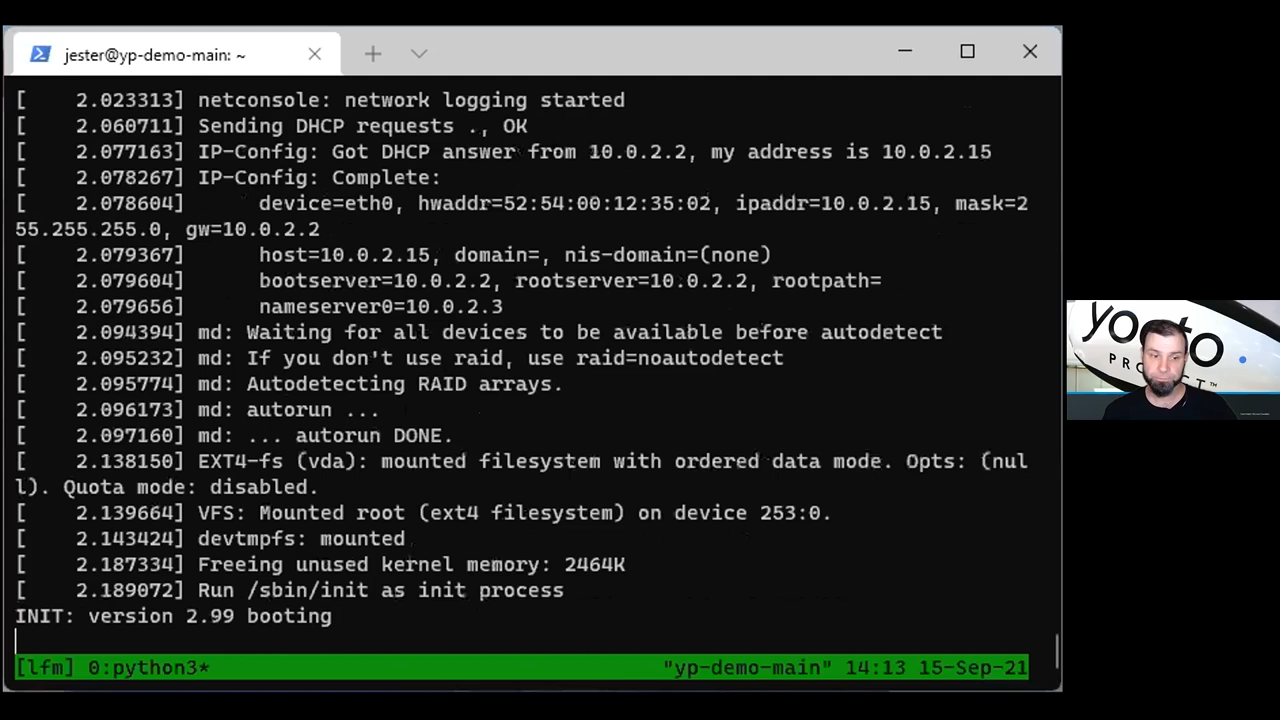 jester@yp-demo-main: ~
[    2.023313] netconsole: network logging started
[    2.060711] Sending DHCP requests ., OK
[    2.077163] IP-Config: Got DHCP answer from 10.0.2.2, my address is 10.0.2.15
[    2.078267] IP-Config: Complete:
[    2.078604]      device=eth0, hwaddr=52:54:00:12:35:02, ipaddr=10.0.2.15, mask=2
55.255.255.0, gw=10.0.2.2
[    2.079367]      host=10.0.2.15, domain=, nis-domain=(none)
[    2.079604]      bootserver=10.0.2.2, rootserver=10.0.2.2, rootpath=
[    2.079656]      nameserver0=10.0.2.3
[    2.094394] md: Waiting for all devices to be available before autodetect
[    2.095232] md: If you don't use raid, use raid=noautodetect
[    2.095774] md: Autodetecting RAID arrays.
[    2.096173] md: autorun ...
[    2.097160] md: ... autorun DONE.
[    2.138150] EXT4-fs (vda): mounted filesystem with ordered data mode. Opts: (nul
l). Quota mode: disabled.
[    2.139664] VFS: Mounted root (ext4 filesystem) on device 253:0.
[    2.143424] devtmpfs: mounted
[    2.187334] Freeing unused kernel memory: 2464K
[    2.189072] Run /sbin/init as init process
INIT: version 2.99 booting
[lfm] 0:python3* "yp-demo-main" 14:13 15-Sep-21